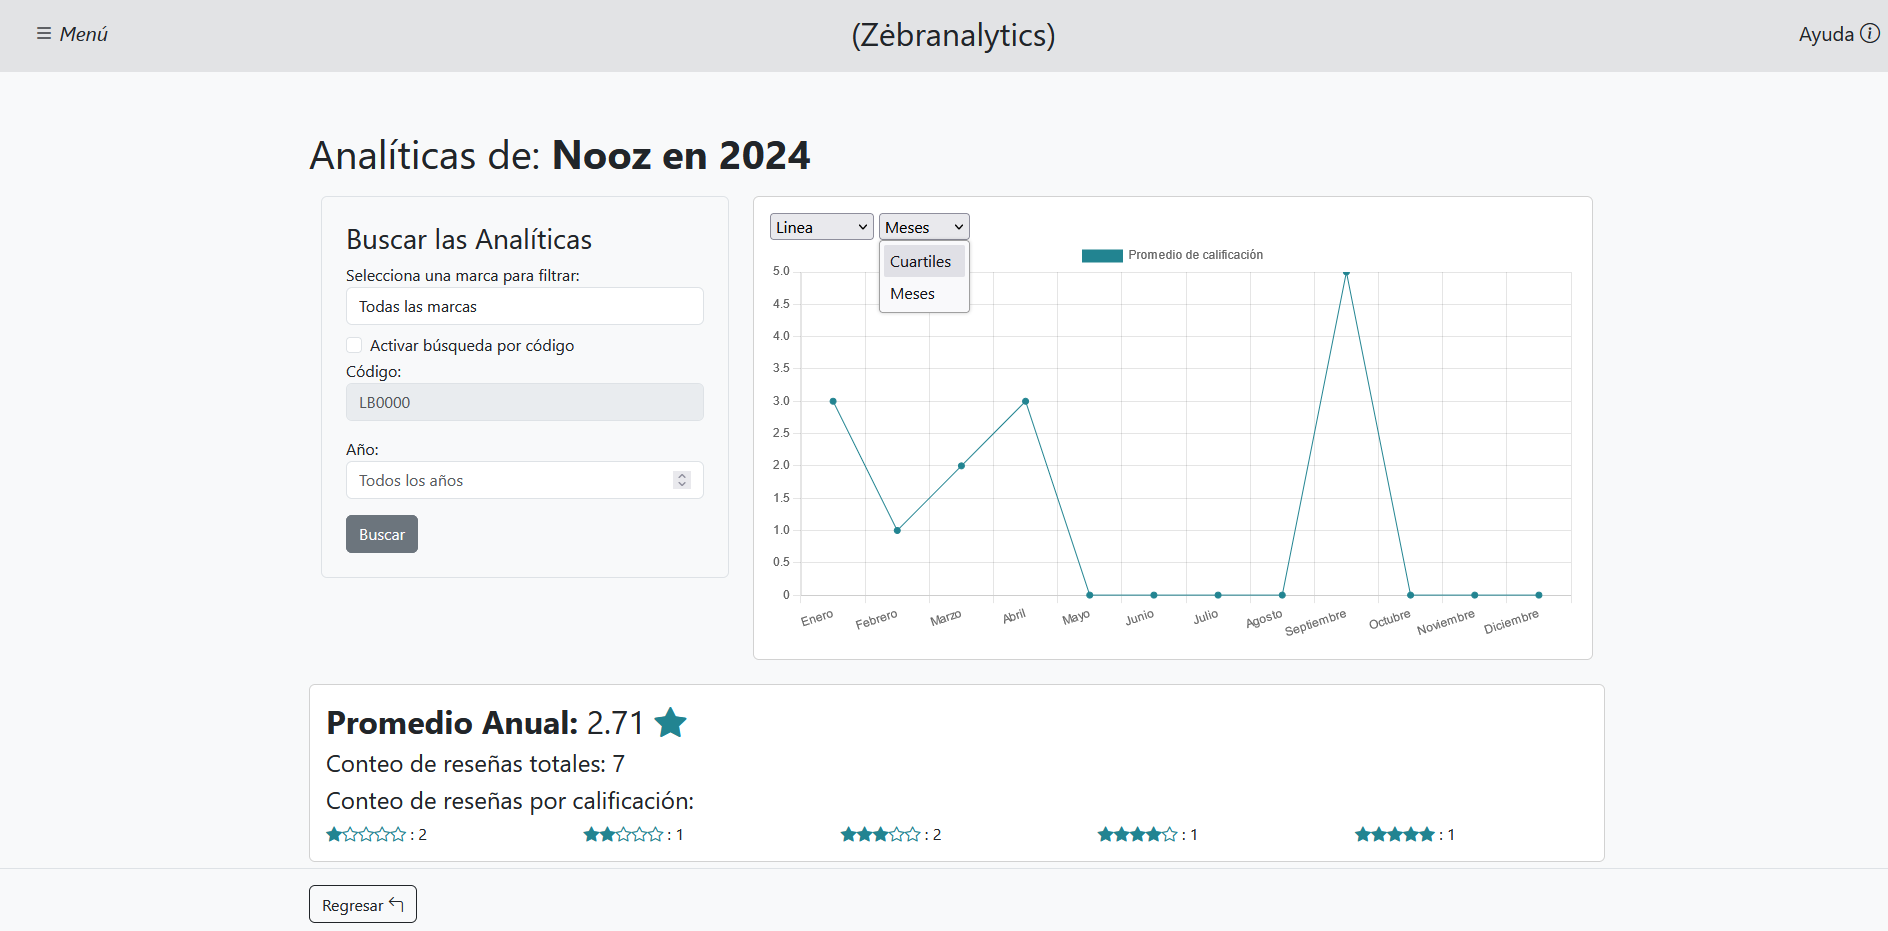 Menú
(Zėbranalytics)
Ayuda
Analíticas de: Nooz en 2024
Buscar las Analíticas
Selecciona una marca para filtrar:
Todas las marcas
Activar búsqueda por código
Código:
LB0000
Año:
Todos los años
Buscar
Linea
Meses
Cuartiles
Meses
Promedio de calificación
5.0
4.5
4.0
3.5
3.0
2.5
2.0
1.5
1.0
0.5
0
Enero
Febrero
Marzo
Abril
Mayo
Junio
Julio
Agosto
Septiembre
Octubre
Noviembre
Diciembre
Promedio Anual: 2.71
Conteo de reseñas totales: 7
Conteo de reseñas por calificación:
: 2
: 1
: 2
: 1
: 1
Regresar